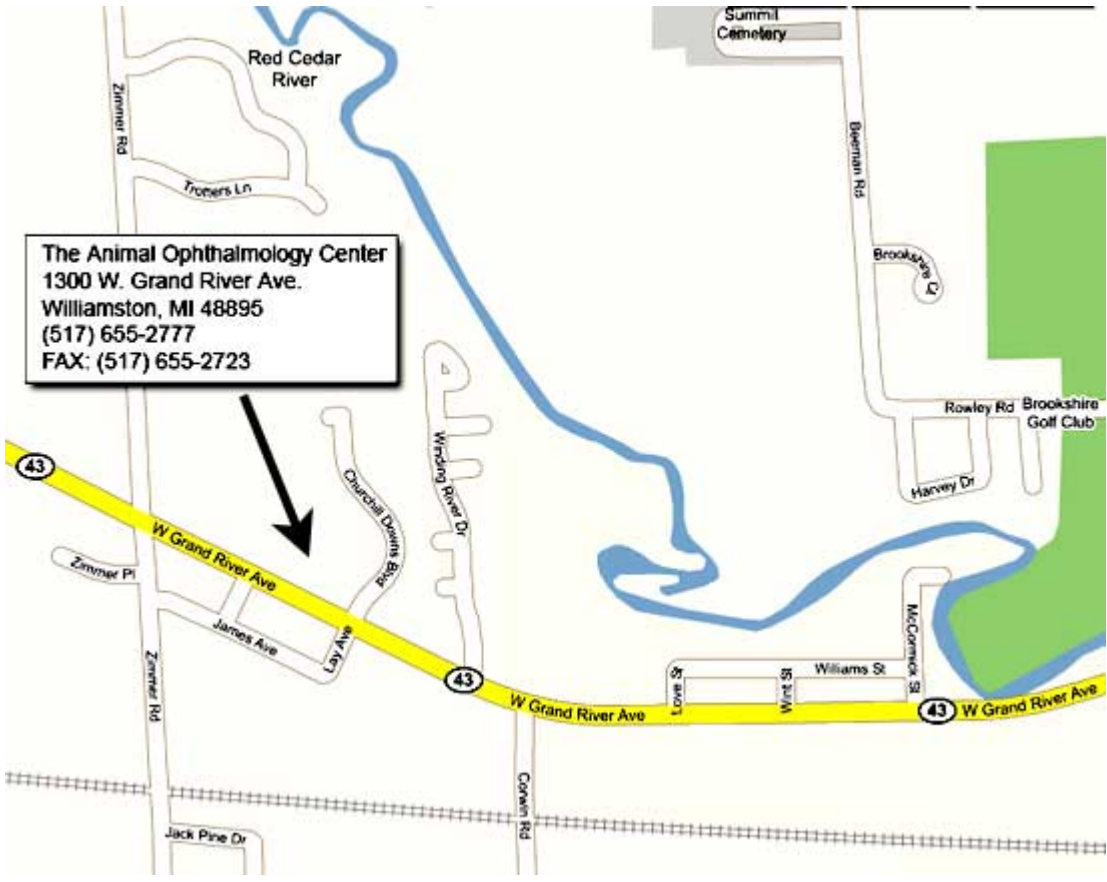 Summit
Cemetery
Red Cedar
River
Zimmer Rd
Beeman Rd
Trotters Ln
The Animal Ophthalmology Center
1300 W. Grand River Ave.
Williamston, MI 48895
(517) 655-2777
FAX: (517) 655-2723
Brookshire Cr
Rowley Rd
Brookshire
Golf Club
Winding River Dr
43
Churchill Downs Blvd
Harvey Dr
W Grand River Ave
Zimmer Pl
James Ave
Lay Ave
McCormick St
Zimmer Rd
43
Love St
Wint St
Williams St
W Grand River Ave
43
W Grand River Ave
Corwin Rd
Jack Pine Dr